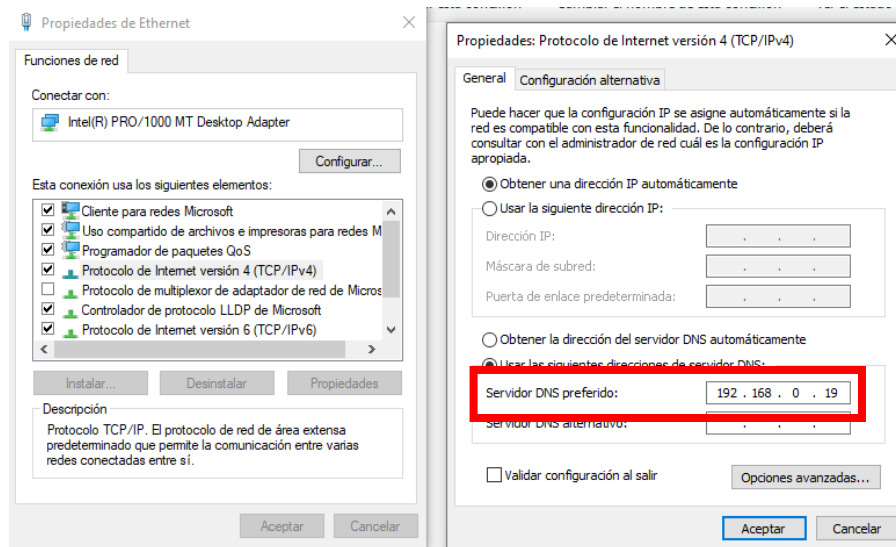 Propiedades de Ethernet
Funciones de red
Conectar con:
Intel(R) PRO/1000 MT Desktop Adapter
Configurar...
Esta conexión usa los siguientes elementos:
Cliente para redes Microsoft
Uso compartido de archivos e impresoras para redes M
Programador de paquetes QoS
Protocolo de Internet versión 4 (TCP/IPv4)
Protocolo de multiplexor de adaptador de red de Micros
Controlador de protocolo LLDP de Microsoft
Protocolo de Internet versión 6 (TCP/IPv6)
Instalar...
Desinstalar
Propiedades
Descripción
Protocolo TCP/IP. El protocolo de red de área extensa
predeterminado que permite la comunicación entre varias
redes conectadas entre sí.
Aceptar
Cancelar
Propiedades: Protocolo de Internet versión 4 (TCP/IPv4)
General
Configuración alternativa
Puede hacer que la configuración IP se asigne automáticamente si la
red es compatible con esta funcionalidad. De lo contrario, deberá
consultar con el administrador de red cuál es la configuración IP
apropiada.
Obtener una dirección IP automáticamente
Usar la siguiente dirección IP:
Dirección IP:
Máscara de subred:
Puerta de enlace predeterminada:
Obtener la dirección del servidor DNS automáticamente
Usar las siguientes direcciones de servidor DNS:
Servidor DNS preferido: 192 . 168 . 0 . 19
Servidor DNS alternativo:
Validar configuración al salir
Opciones avanzadas...
Aceptar
Cancelar